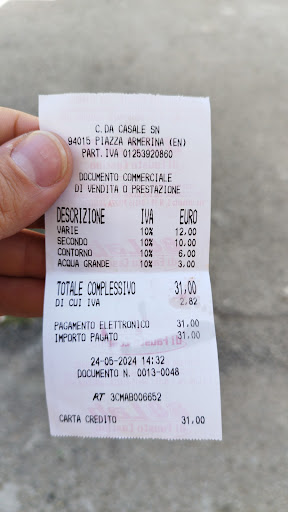 C.DA CASALE SN
94015 PIAZZA ARMERINA (EN)
PART.IVA 01253920860
DOCUMENTO COMMERCIALE
DI VENDITA O PRESTAZIONE
DESCRIZIONE IVA EURO
VARIE 10% 12,00
SECONDO 10% 10,00
CONTORNO 10% 6,00
ACQUA GRANDE 10% 3,00
TOTALE COMPLESSIVO 31,00
DI CUI IVA 2,82
PAGAMENTO ELETTRONICO 31,00
IMPORTO PAGATO 31,00
24-05-2024 14:32
DOCUMENTO N. 0013-0048
RT 3CMAB006652
CARTA CREDITO 31,00